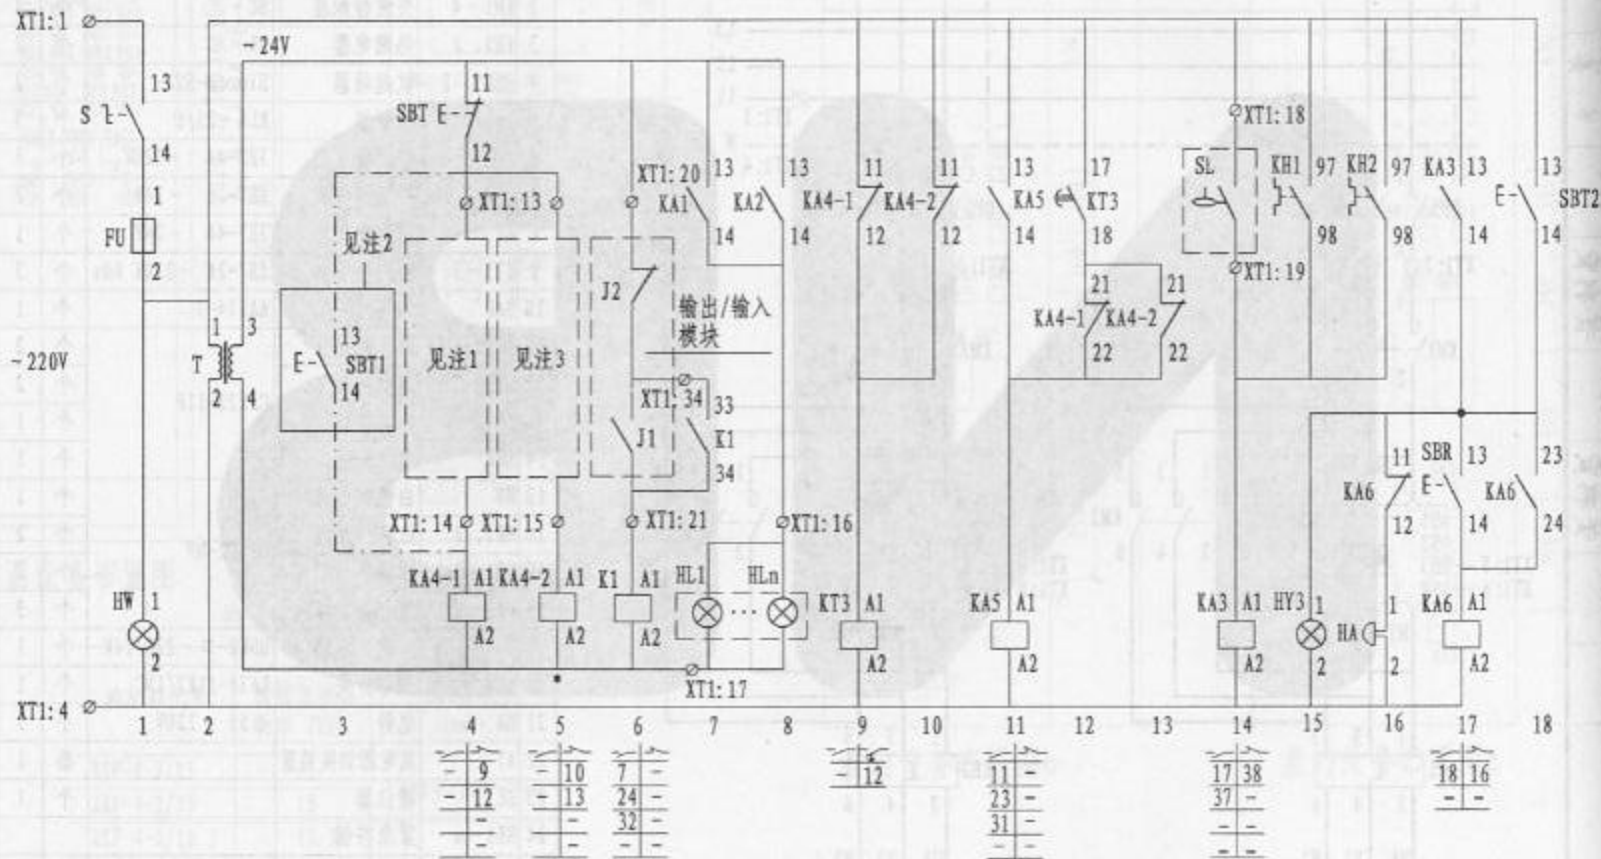 XT1:1
~24V
~220V
XT1:4
S
13
14
1
FU
2
HW
1
2
T
1
3
2
4
SBT
11
12
见注2
13
SBT1
14
XT1:13
见注1
见注3
XT1:14
XT1:15
KA4-1
A1
A2
KA4-2
A1
A2
XT1:20
J2
输出/输入
模块
XT1:34
33
K1
34
J1
XT1:21
K1
A1
A2
13
KA1
14
13
KA2
14
XT1:16
HL1
HLn
...
XT1:17
11
KA4-1
12
11
KA4-2
12
13
KA5
14
17
KT3
18
21
KA4-1
22
21
KA4-2
22
KT3
A1
A2
KA5
A1
A2
XT1:18
SL
XT1:19
KH1
97
98
KH2
97
98
KA3
13
14
13
SBT2
14
11
KA6
12
SBR
13
14
23
KA6
24
KA3
A1
A2
HY3
1
2
HA
1
2
KA6
A1
A2
1 2 3 4 5 6 7 8 9 10 11 12 13 14 15 16 17 18
- 9
- 12
- -
- -
- 10
- 13
- -
- -
7 -
24 -
32 -
- -
- 12
11 -
23 -
31 -
- -
17 38
37 -
- -
- -
18 16
- -